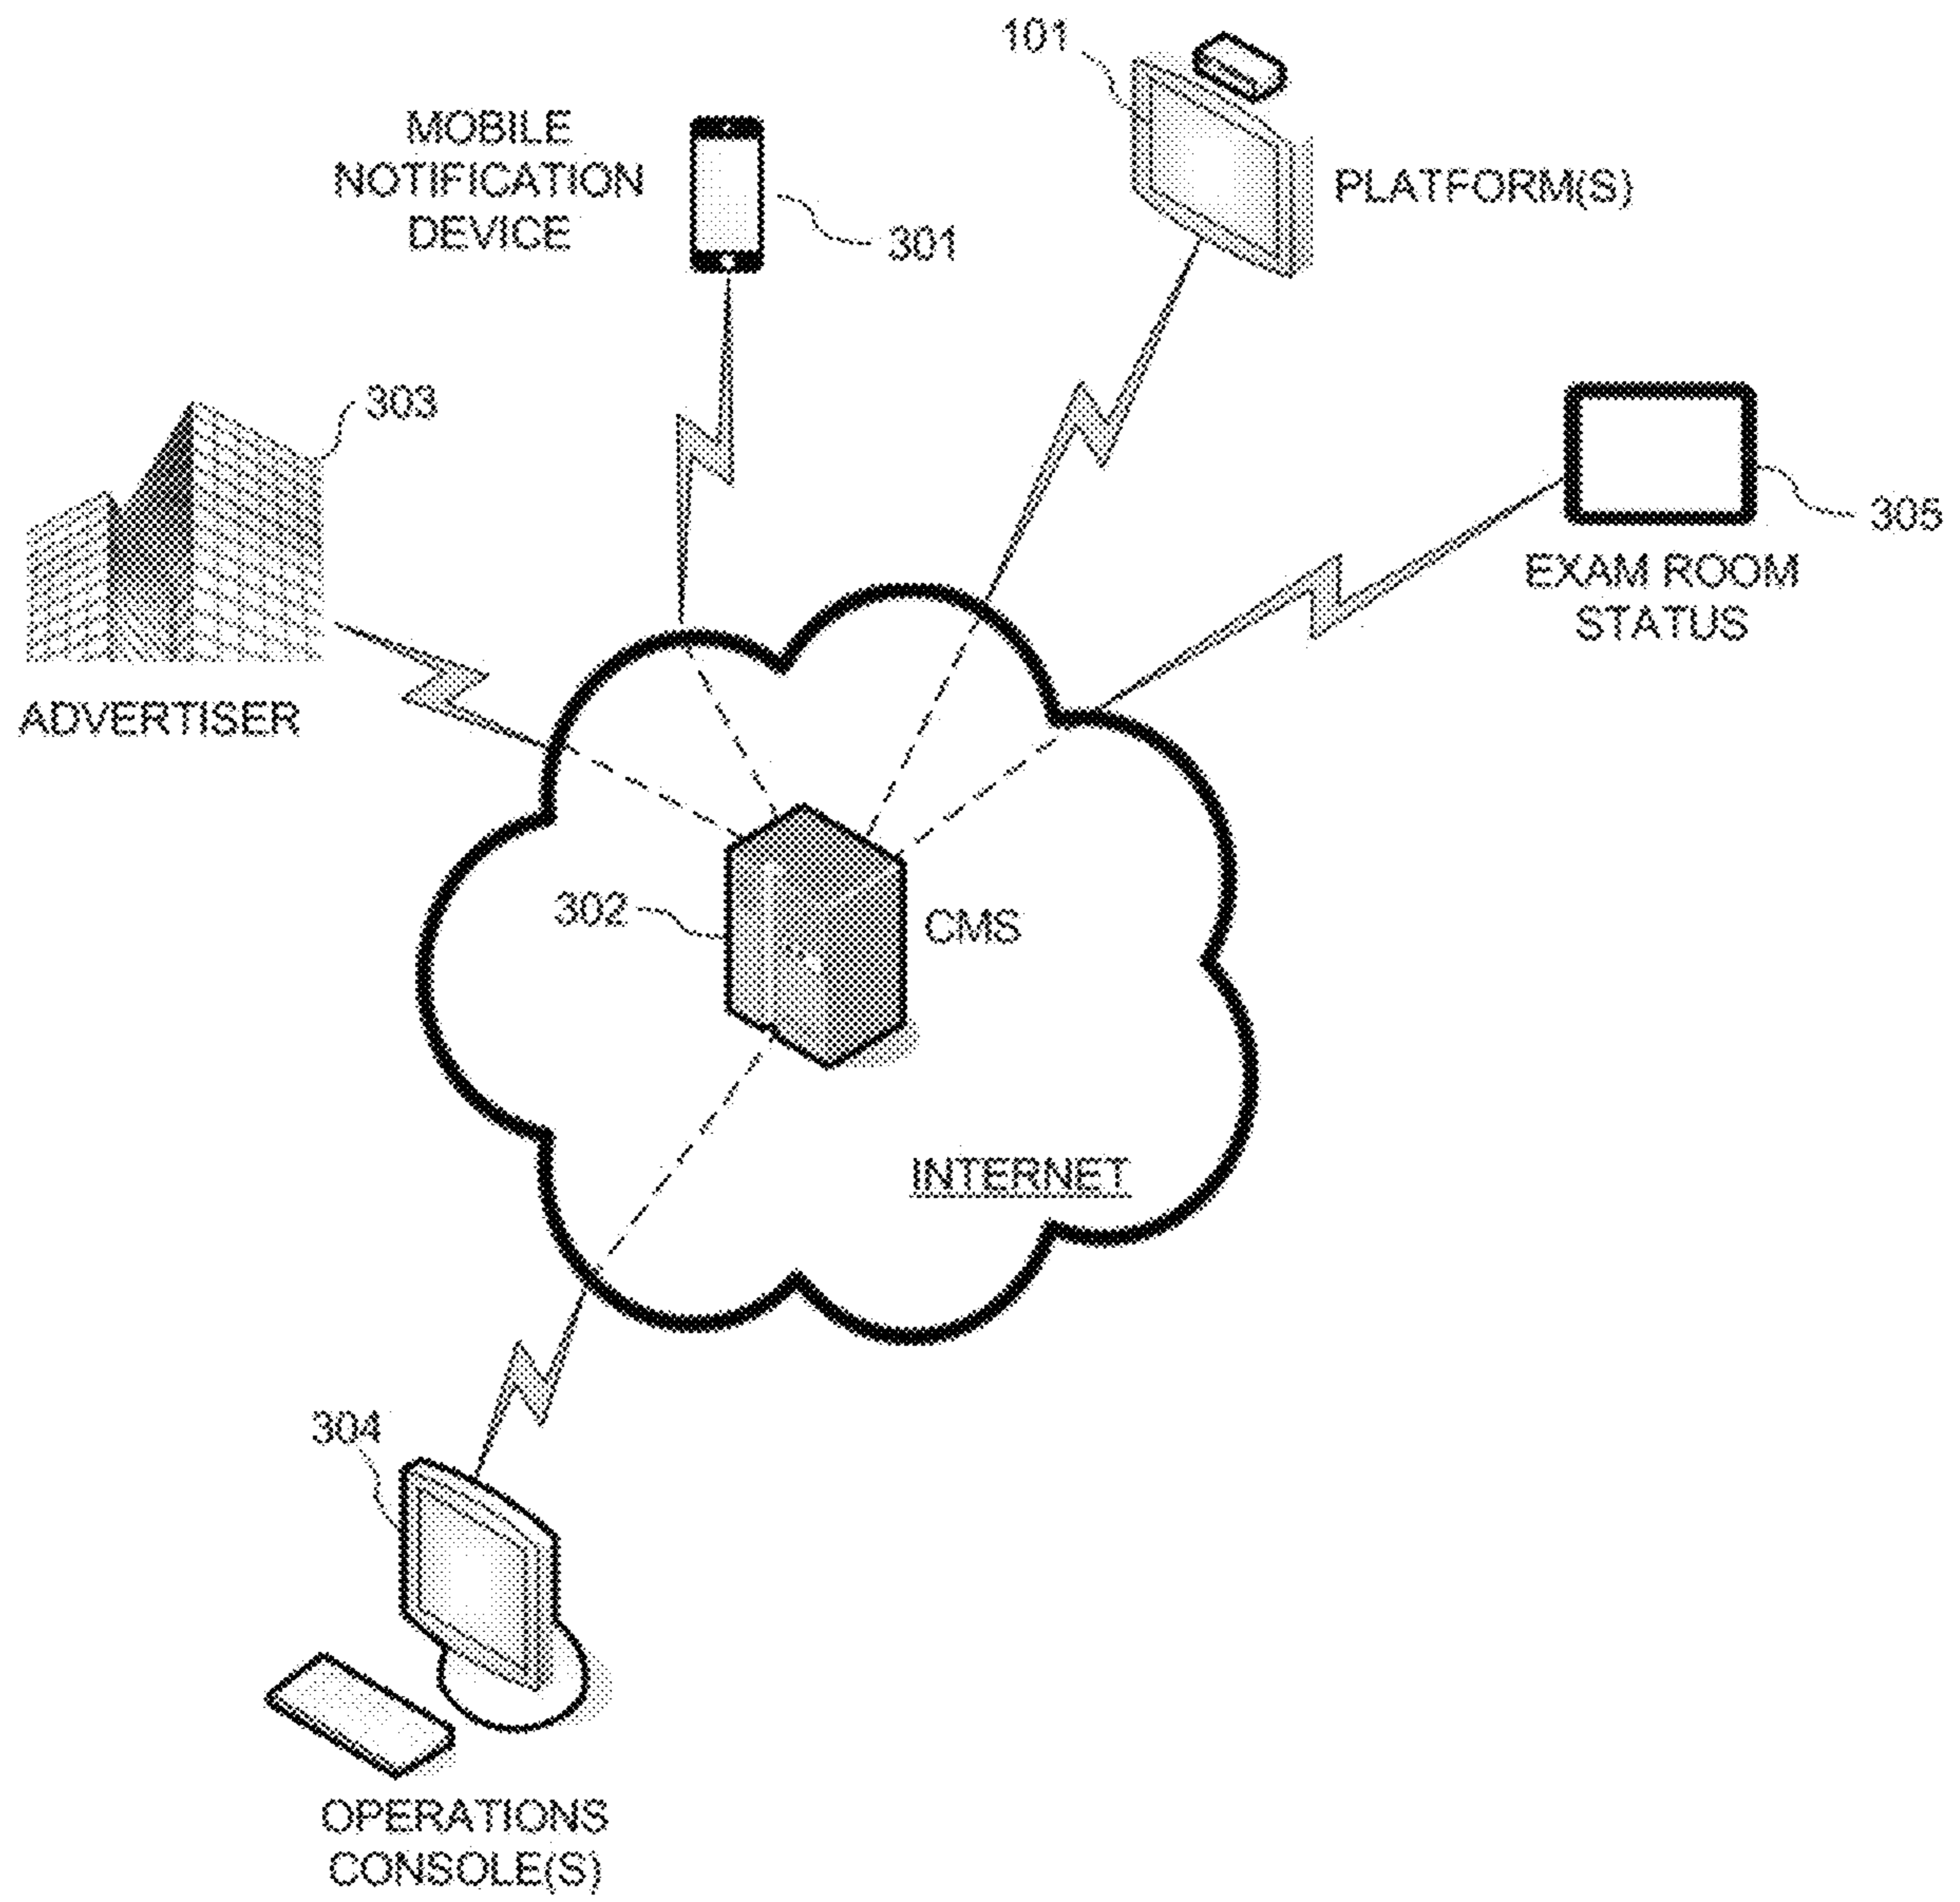 101
MOBILE
NOTIFICATION
DEVICE
301
PLATFORM(S)
303
305
EXAM ROOM
STATUS
ADVERTISER
302
CMS
INTERNET
304
OPERATIONS
CONSOLE(S)